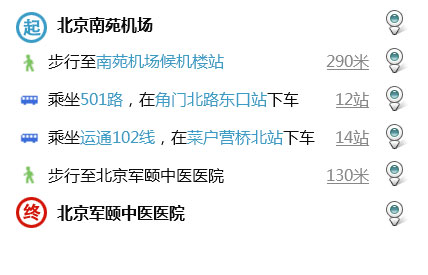 起 北京南苑机场
步行至南苑机场候机楼站 290米
乘坐501路，在角门北路东口站下车 12站
乘坐运通102线，在菜户营桥北站下车 14站
步行至北京军颐中医医院 130米
终 北京军颐中医医院